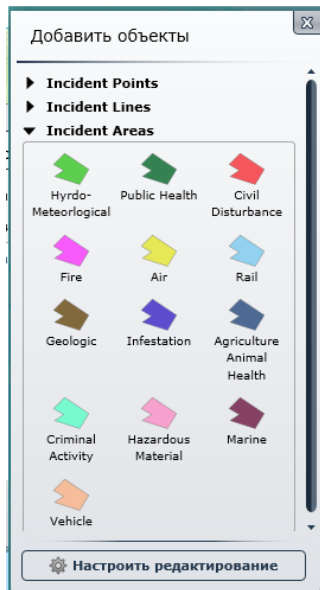 Добавить объекты
Incident Points
Incident Lines
Incident Areas
Hyrdo-
Meteorlogical
Public Health
Civil
Disturbance
Fire
Air
Rail
Geologic
Infestation
Agriculture
Animal
Health
Criminal
Activity
Hazardous
Material
Marine
Vehicle
Настроить редактирование